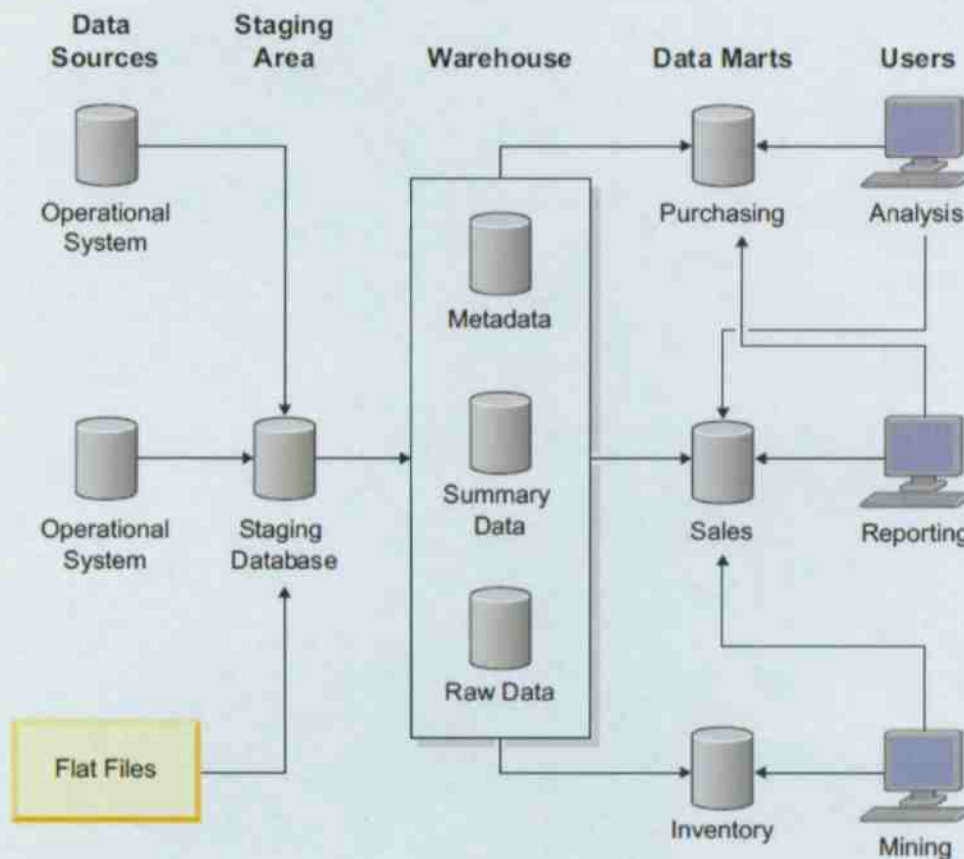 Data
Sources
Staging
Area
Warehouse
Data Marts
Users
Operational
System
Purchasing
Analysis
Metadata
Operational
System
Staging
Database
Summary
Data
Sales
Reporting
Raw Data
Flat Files
Inventory
Mining